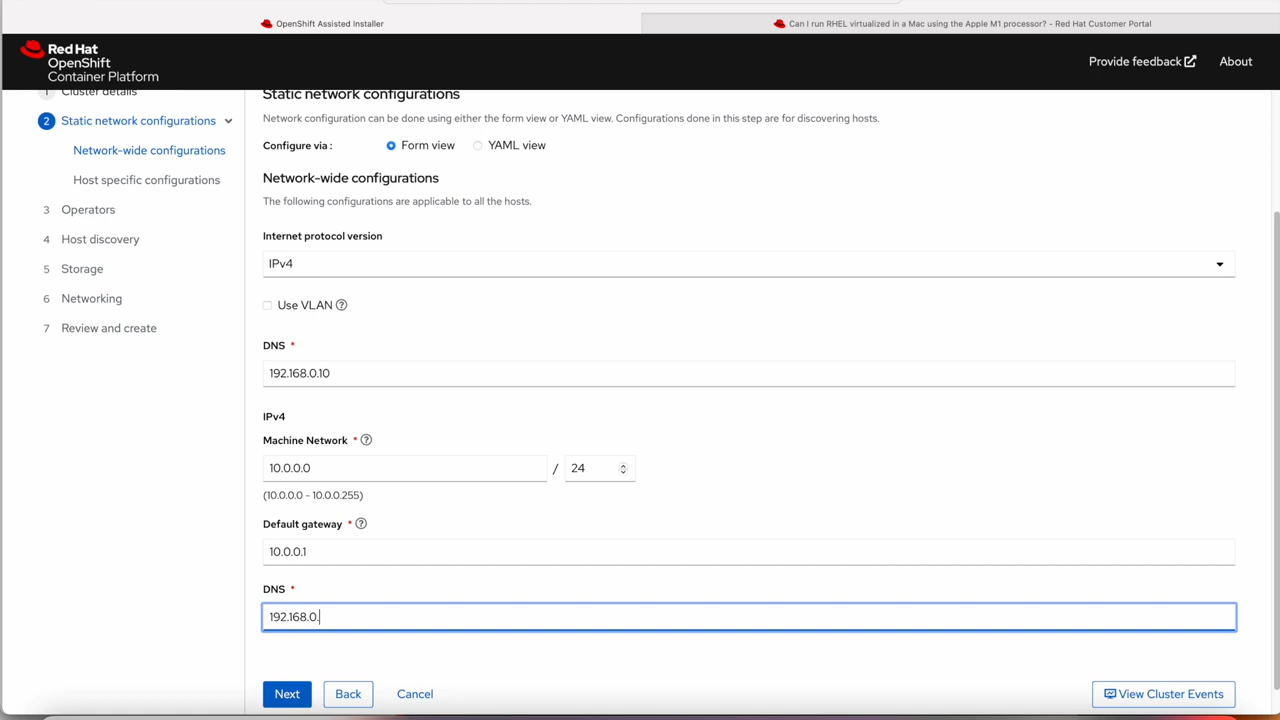 OpenShift Assisted Installer
Can I run RHEL virtualized in a Mac using the Apple M1 processor? - Red Hat Customer Portal
Red Hat
OpenShift
Container Platform
Provide feedback
About
1 Cluster details
2 Static network configurations
Network-wide configurations
Host specific configurations
3 Operators
4 Host discovery
5 Storage
6 Networking
7 Review and create
Static network configurations
Network configuration can be done using either the form view or YAML view. Configurations done in this step are for discovering hosts.
Configure via : Form view YAML view
Network-wide configurations
The following configurations are applicable to all the hosts.
Internet protocol version
IPv4
Use VLAN
DNS *
192.168.0.10
IPv4
Machine Network *
10.0.0.0 / 24
(10.0.0.0 - 10.0.0.255)
Default gateway *
10.0.0.1
DNS *
192.168.0.
Next Back Cancel View Cluster Events